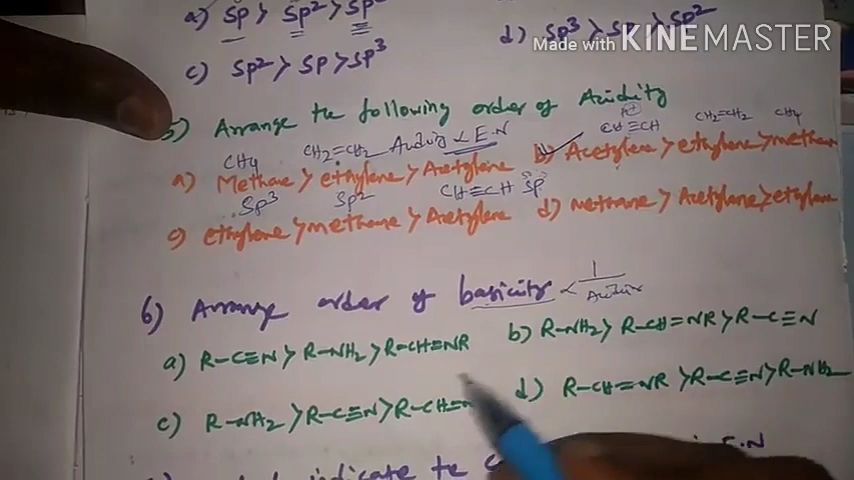 a) sp > sp² > sp³
d) sp³ > sp > sp²
Made with KINEMASTER
c) sp² > sp > sp³
5) Arrange the following order of Acidity
CH4 CH2=CH2 Acidity ∝ E.N
CH≡CH CH2=CH2 CH4
a) Methane > ethylene > Acetylene
b) Acetylene > ethylene > methane
sp³ sp² CH≡CH sp
c) ethylene > methane > Acetylene
d) methane > Acetylene > etylene
6) Arrange order of basicity ∝ 1/Acidity
a) R-C≡N > R-NH2 > R-CH=NR
b) R-NH2 > R-CH=NR > R-C≡N
c) R-NH2 > R-C≡N > R-CH=N
d) R-CH=NR > R-C≡N > R-NH2
indicate te E.N